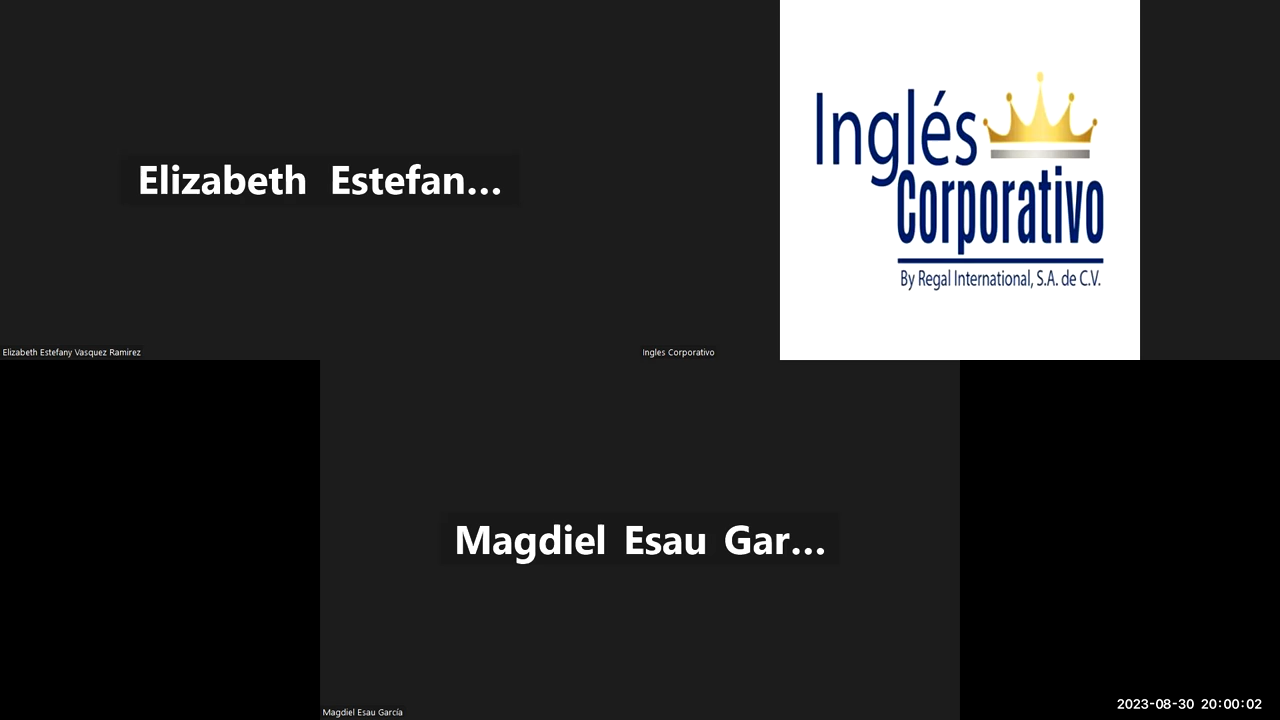 Elizabeth Estefan...
Elizabeth Estefany Vasquez Ramirez
Inglés
Corporativo
By Regal International, S.A. de C.V.
Ingles Corporativo
Magdiel Esau Gar...
Magdiel Esau García
2023-08-30 20:00:02